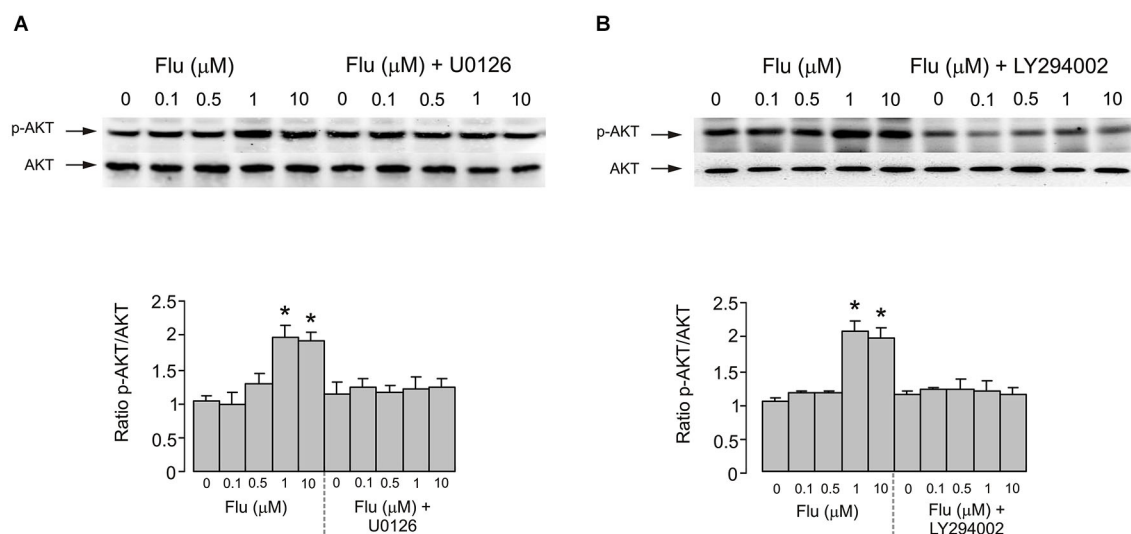 A
Flu (μM)
Flu (μM) + U0126
0 0.1 0.5 1 10 0 0.1 0.5 1 10
p-AKT
AKT
Ratio p-AKT/AKT
2.5
2
1.5
1
0.5
0
* *
0 0.1 0.5 1 10 0 0.1 0.5 1 10
Flu (μM)
Flu (μM) +
U0126
B
Flu (μM)
Flu (μM) + LY294002
0 0.1 0.5 1 10 0 0.1 0.5 1 10
p-AKT
AKT
Ratio p-AKT/AKT
2.5
2
1.5
1
0.5
0
* *
0 0.1 0.5 1 10 0 0.1 0.5 1 10
Flu (μM)
Flu (μM) +
LY294002